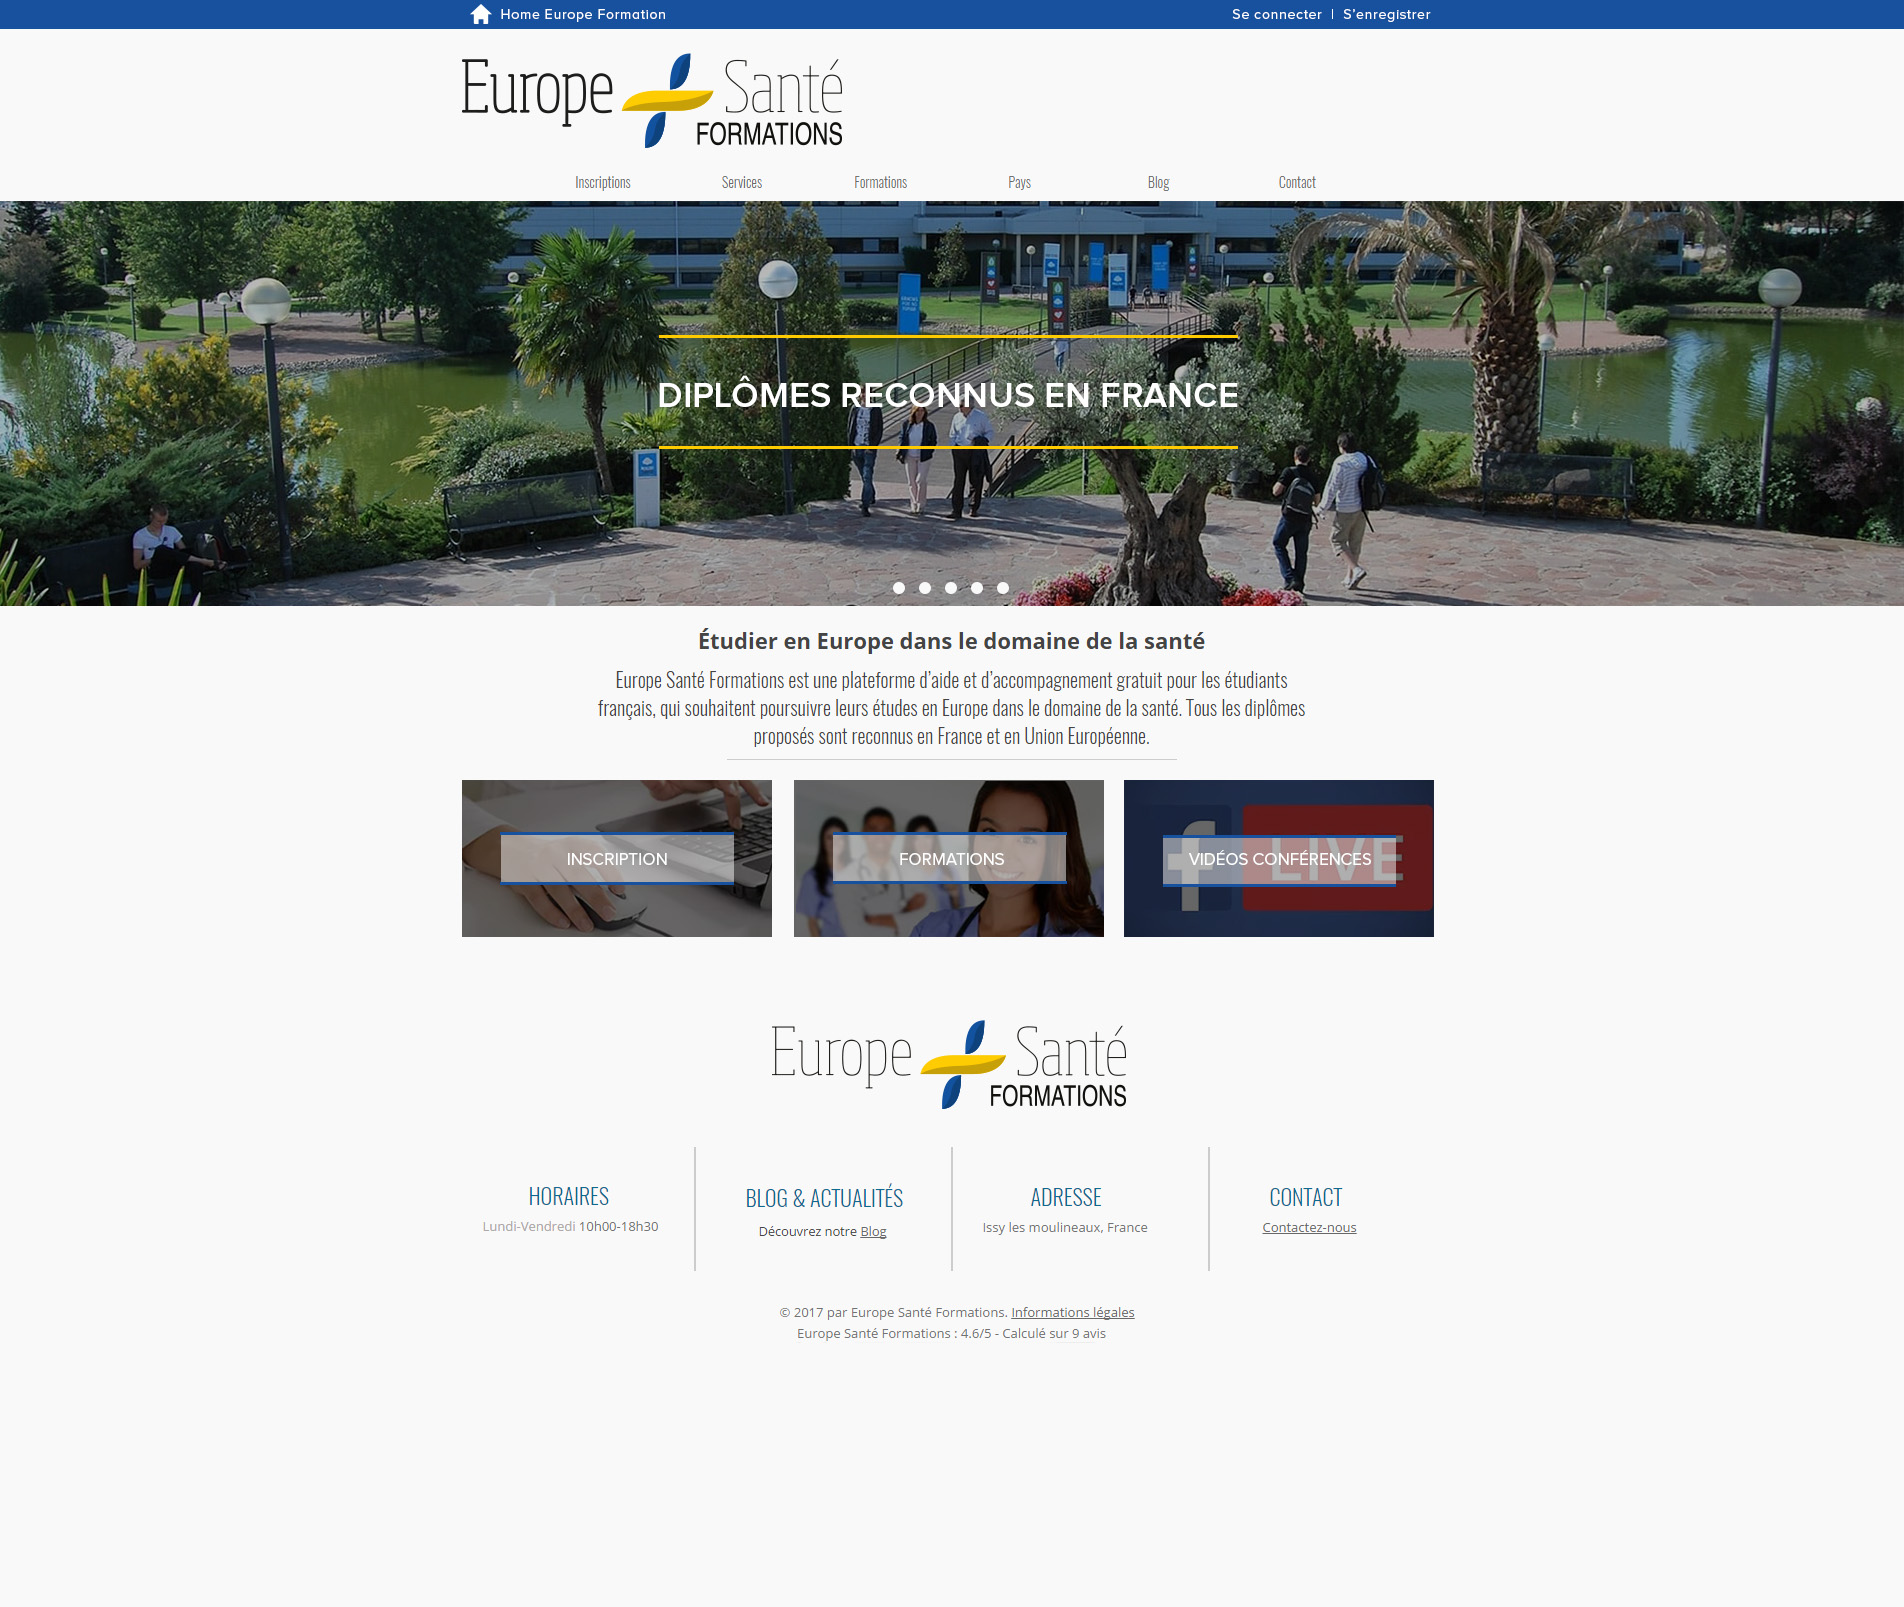 Home Europe Formation
Se connecter | S'enregistrer
Europe Santé
FORMATIONS
Inscriptions Services Formations Pays Blog Contact
DIPLÔMES RECONNUS EN FRANCE
Étudier en Europe dans le domaine de la santé
Europe Santé Formations est une plateforme d’aide et d’accompagnement gratuit pour les étudiants
français, qui souhaitent poursuivre leurs études en Europe dans le domaine de la santé. Tous les diplômes
proposés sont reconnus en France et en Union Européenne.
INSCRIPTION
FORMATIONS
f LIVE
VIDÉOS CONFÉRENCES
Europe Santé
FORMATIONS
HORAIRES
Lundi-Vendredi 10h00-18h30
BLOG & ACTUALITÉS
Découvrez notre Blog
ADRESSE
Issy les moulineaux, France
CONTACT
Contactez-nous
© 2017 par Europe Santé Formations. Informations légales
Europe Santé Formations : 4.6/5 - Calculé sur 9 avis